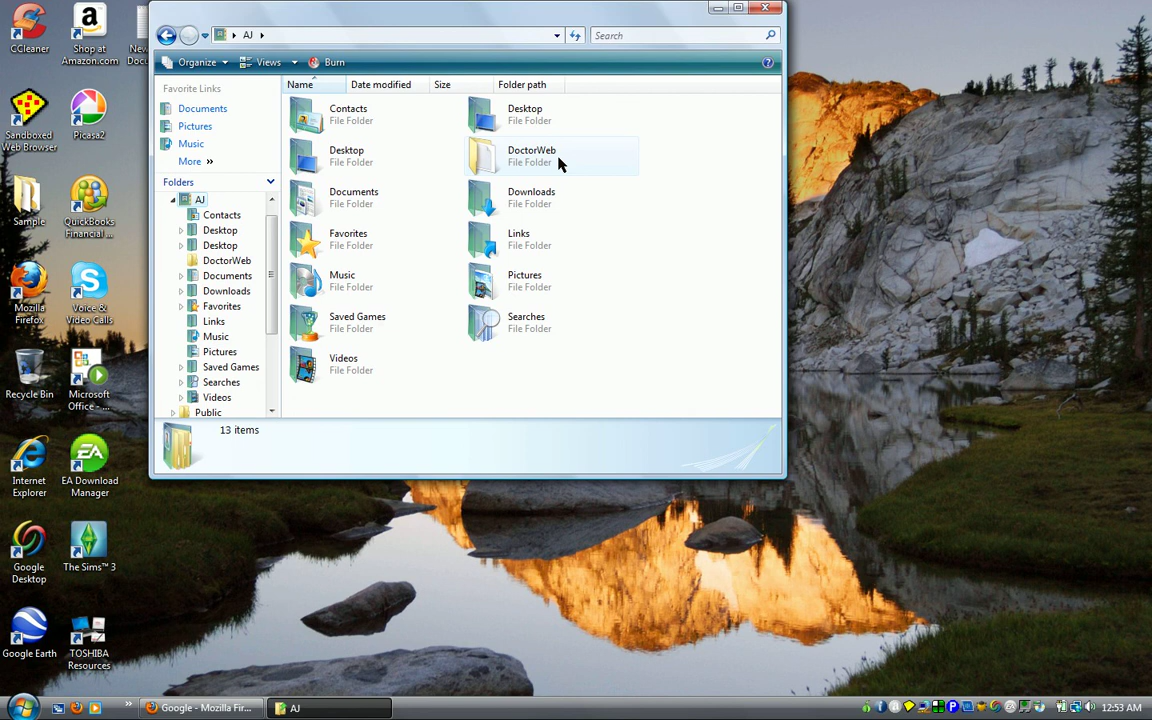 AJ
Search
Organize Views Burn
Favorite Links
Documents
Pictures
Music
More »
Folders
AJ
Contacts
Desktop
Desktop
DoctorWeb
Documents
Downloads
Favorites
Links
Music
Pictures
Saved Games
Searches
Videos
Public
Name Date modified Size Folder path
Contacts
File Folder
Desktop
File Folder
Desktop
File Folder
DoctorWeb
File Folder
Documents
File Folder
Downloads
File Folder
Favorites
File Folder
Links
File Folder
Music
File Folder
Pictures
File Folder
Saved Games
File Folder
Searches
File Folder
Videos
File Folder
13 items
CCleaner
Shop at
Amazon.com
New
Docu...
Sandboxed
Web Browser
Picasa2
Sample
QuickBooks
Financial ...
Mozilla
Firefox
Voice &
Video Calls
Recycle Bin
Microsoft
Office - ...
Internet
Explorer
EA Download
Manager
Google
Desktop
The Sims™ 3
Google Earth
TOSHIBA
Resources
Google - Mozilla Fir...
AJ
12:53 AM